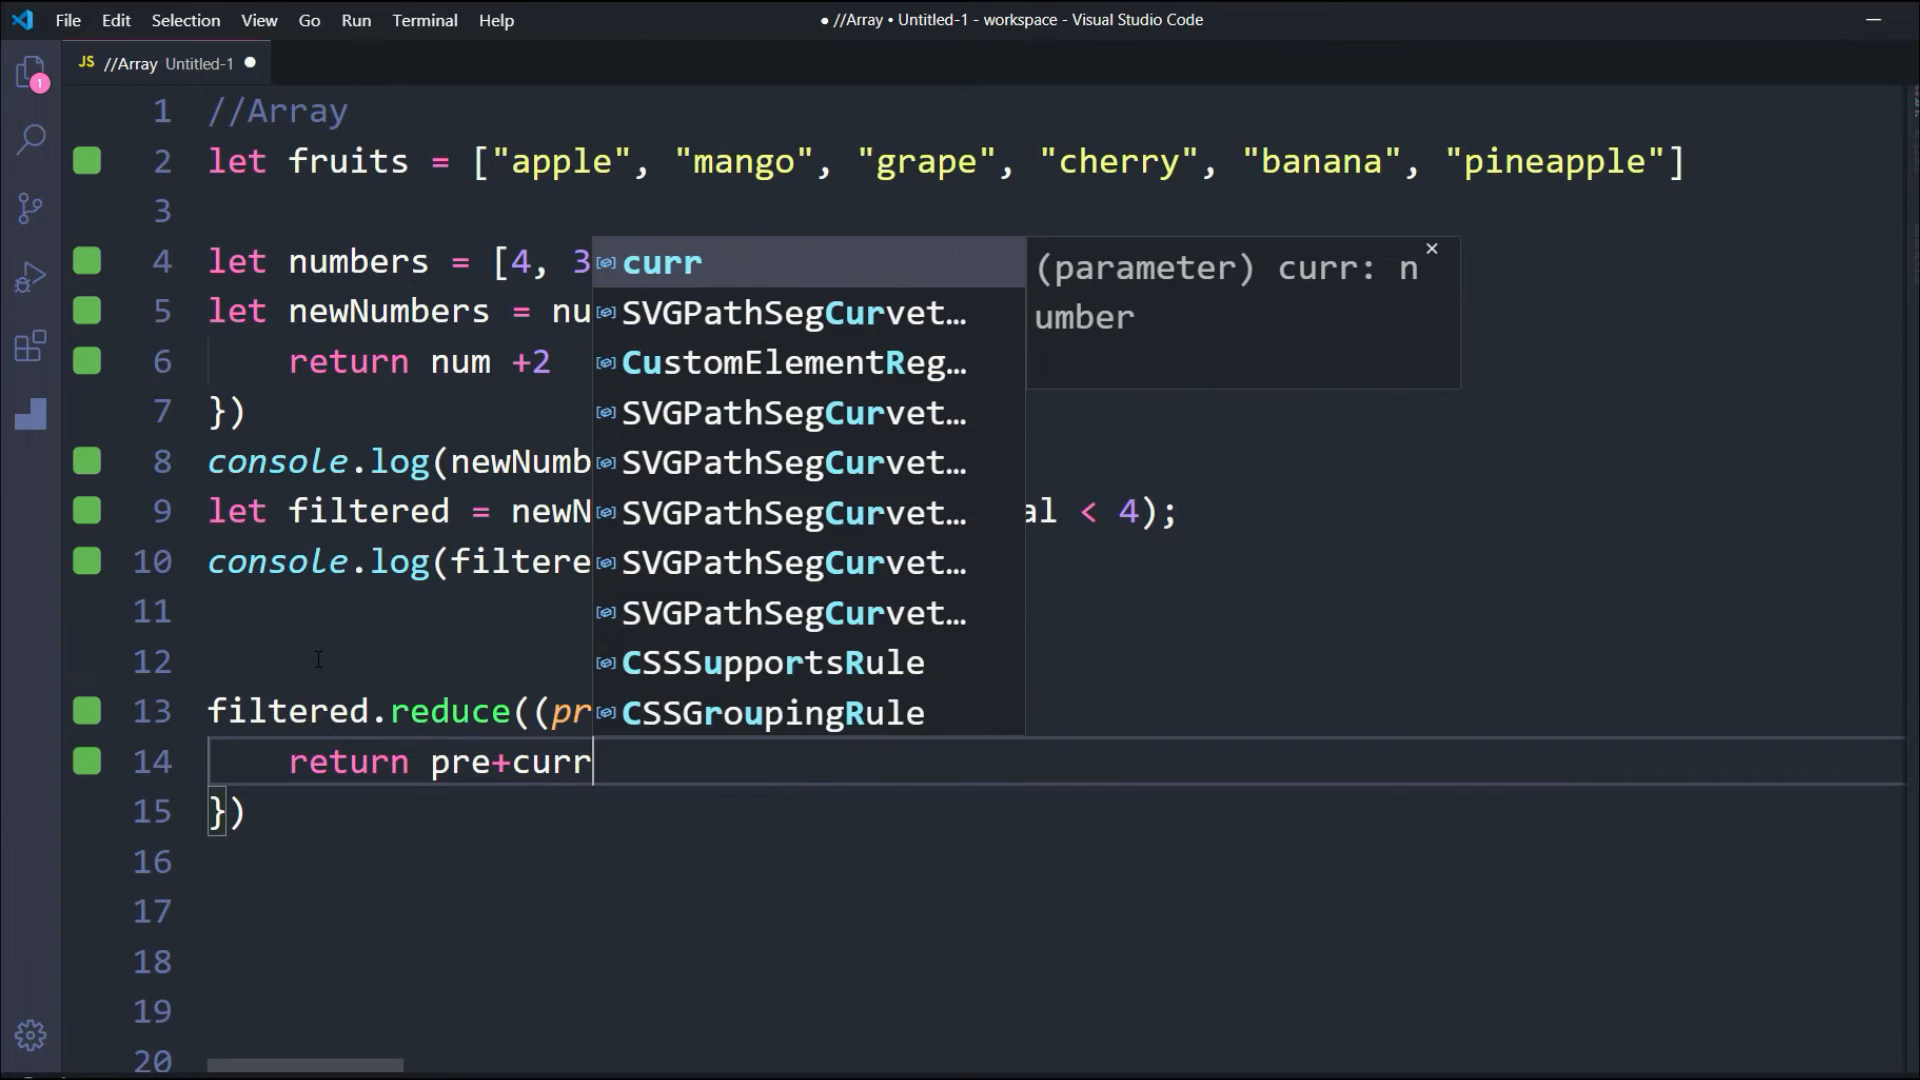 File Edit Selection View Go Run Terminal Help
● //Array • Untitled-1 - workspace - Visual Studio Code
JS //Array Untitled-1 ●
1
1 //Array
2 let fruits = ["apple", "mango", "grape", "cherry", "banana", "pineapple"]
3
4 let numbers = [4, 3
5 let newNumbers = nu
6 return num +2
7 })
8 console.log(newNumb
9 let filtered = newN al < 4);
10 console.log(filtere
11
12
13 filtered.reduce((pr
14 return pre+curr
15 })
16
17
18
19
20
curr
SVGPathSegCurvet…
CustomElementReg…
SVGPathSegCurvet…
SVGPathSegCurvet…
SVGPathSegCurvet…
SVGPathSegCurvet…
SVGPathSegCurvet…
CSSSupportsRule
CSSGroupingRule
(parameter) curr: n
umber